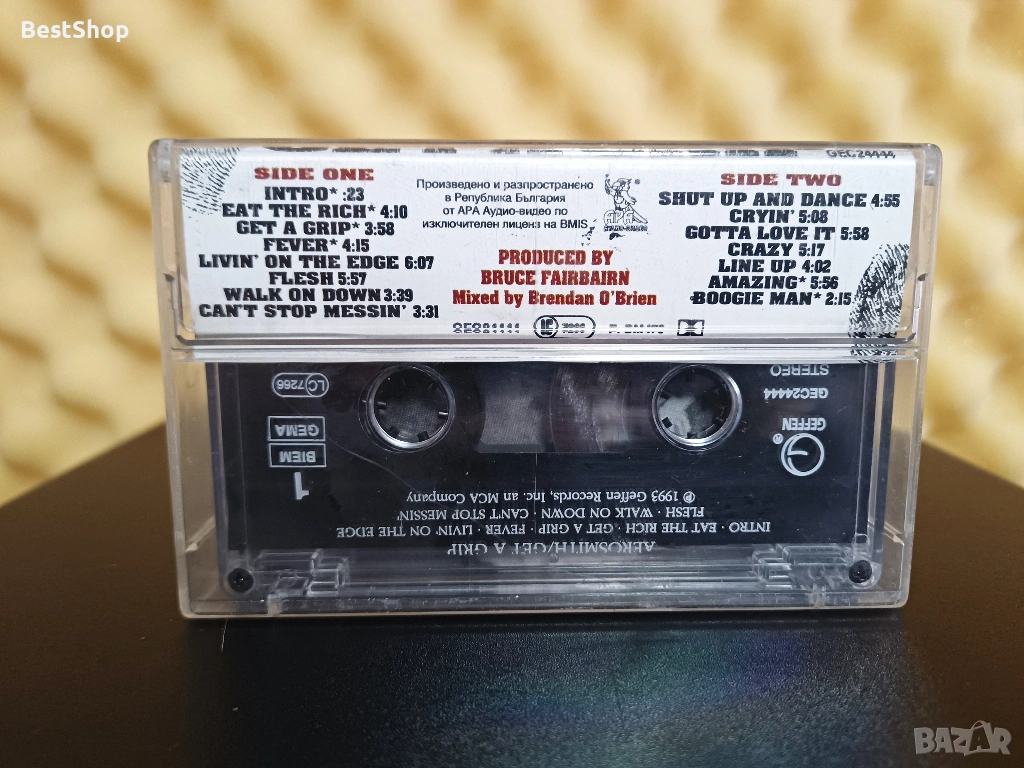 BestShop
GEC24444
SIDE ONE
INTRO* :23
EAT THE RICH* 4:10
GET A GRIP* 3:58
FEVER* 4:15
LIVIN' ON THE EDGE 6:07
FLESH 5:57
WALK ON DOWN 3:39
CAN'T STOP MESSIN' 3:31
Произведено и разпространено
в Република България
от АРА Аудио-видео по
изключителен лиценз на BMIS
PRODUCED BY
BRUCE FAIRBAIRN
Mixed by Brendan O'Brien
SIDE TWO
SHUT UP AND DANCE 4:55
CRYIN' 5:08
GOTTA LOVE IT 5:58
CRAZY 5:17
LINE UP 4:02
AMAZING* 5:56
BOOGIE MAN* 2:15
AEROSMITH/GET A GRIP
INTRO · EAT THE RICH · GET A GRIP · FEVER · LIVIN' ON THE EDGE
FLESH · WALK ON DOWN · CAN'T STOP MESSIN'
℗ 1993 Geffen Records, Inc. an MCA Company
1
BIEM
GEMA
LC 7266
GEFFEN
®
GEC24444
STEREO
BAZAR